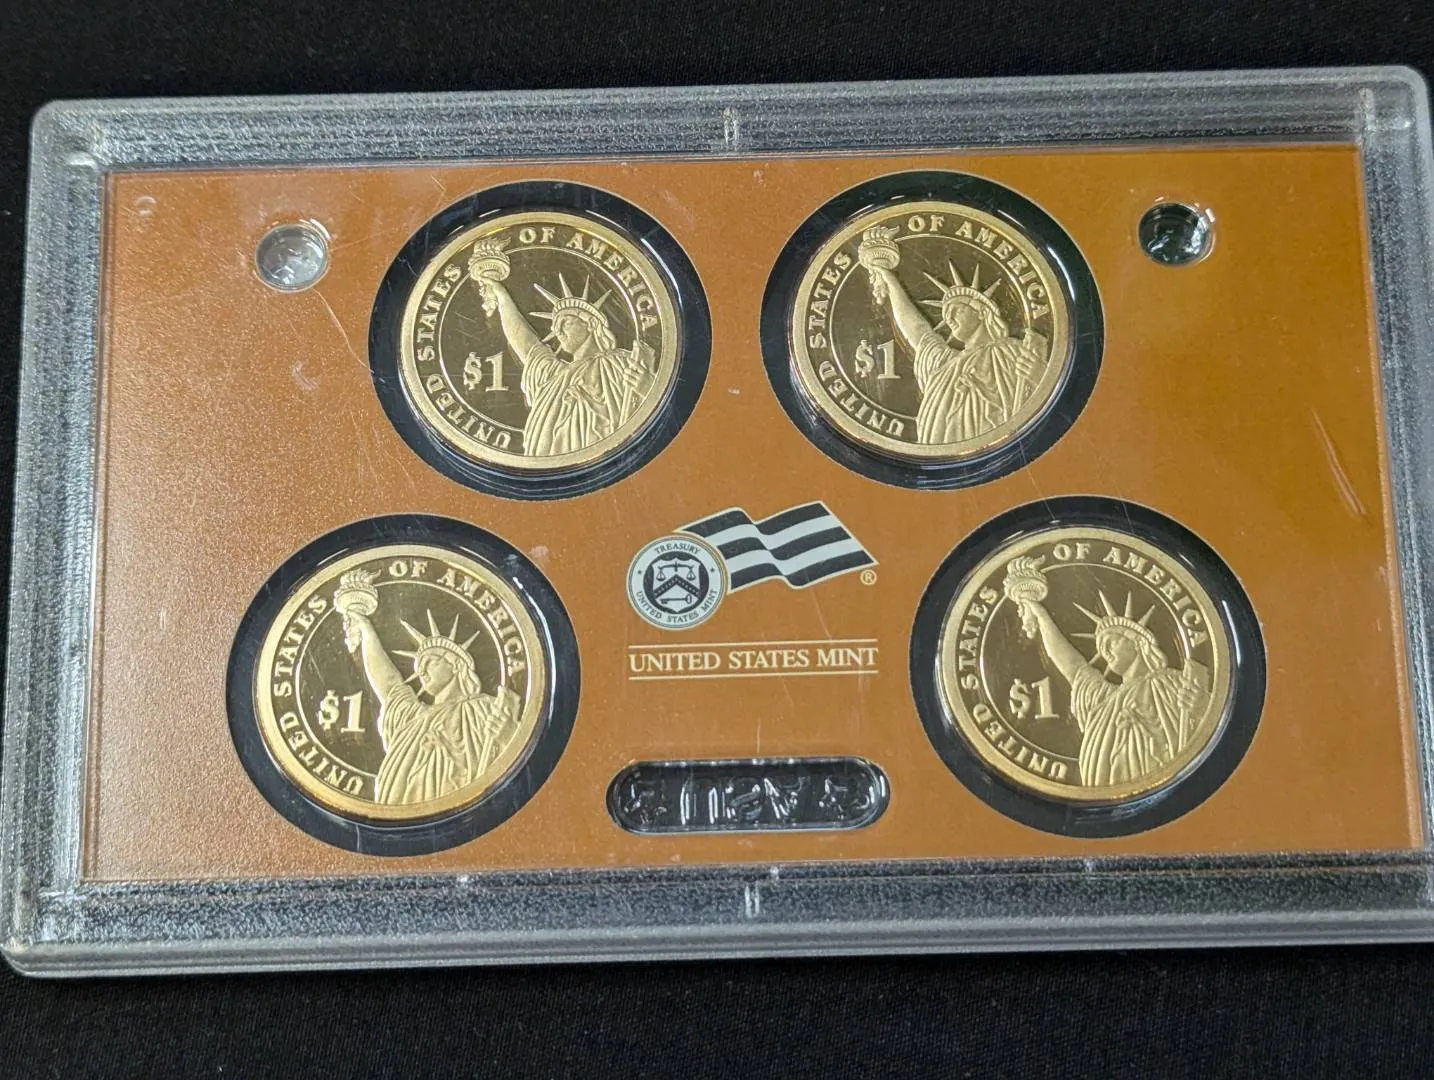 UNITED STATES OF AMERICA
$1
UNITED STATES OF AMERICA
$1
UNITED STATES OF AMERICA
$1
UNITED STATES OF AMERICA
$1
TREASURY
UNITED STATES MINT
®
UNITED STATES MINT
USA